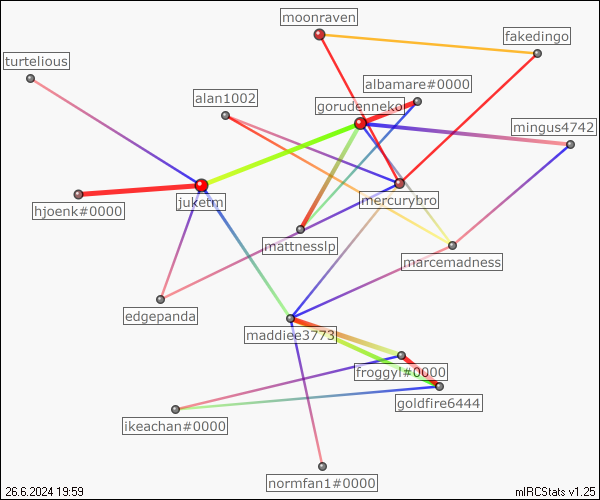 moonraven
fakedingo
turtelious
albamare#0000
alan1002
gorudenneko
mingus4742
hjoenk#0000
juketm
mercurybro
mattnesslp
marcemadness
edgepanda
maddiee3773
froggyl#0000
goldfire6444
ikeachan#0000
normfan1#0000
26.6.2024 19:59
mIRCStats v1.25